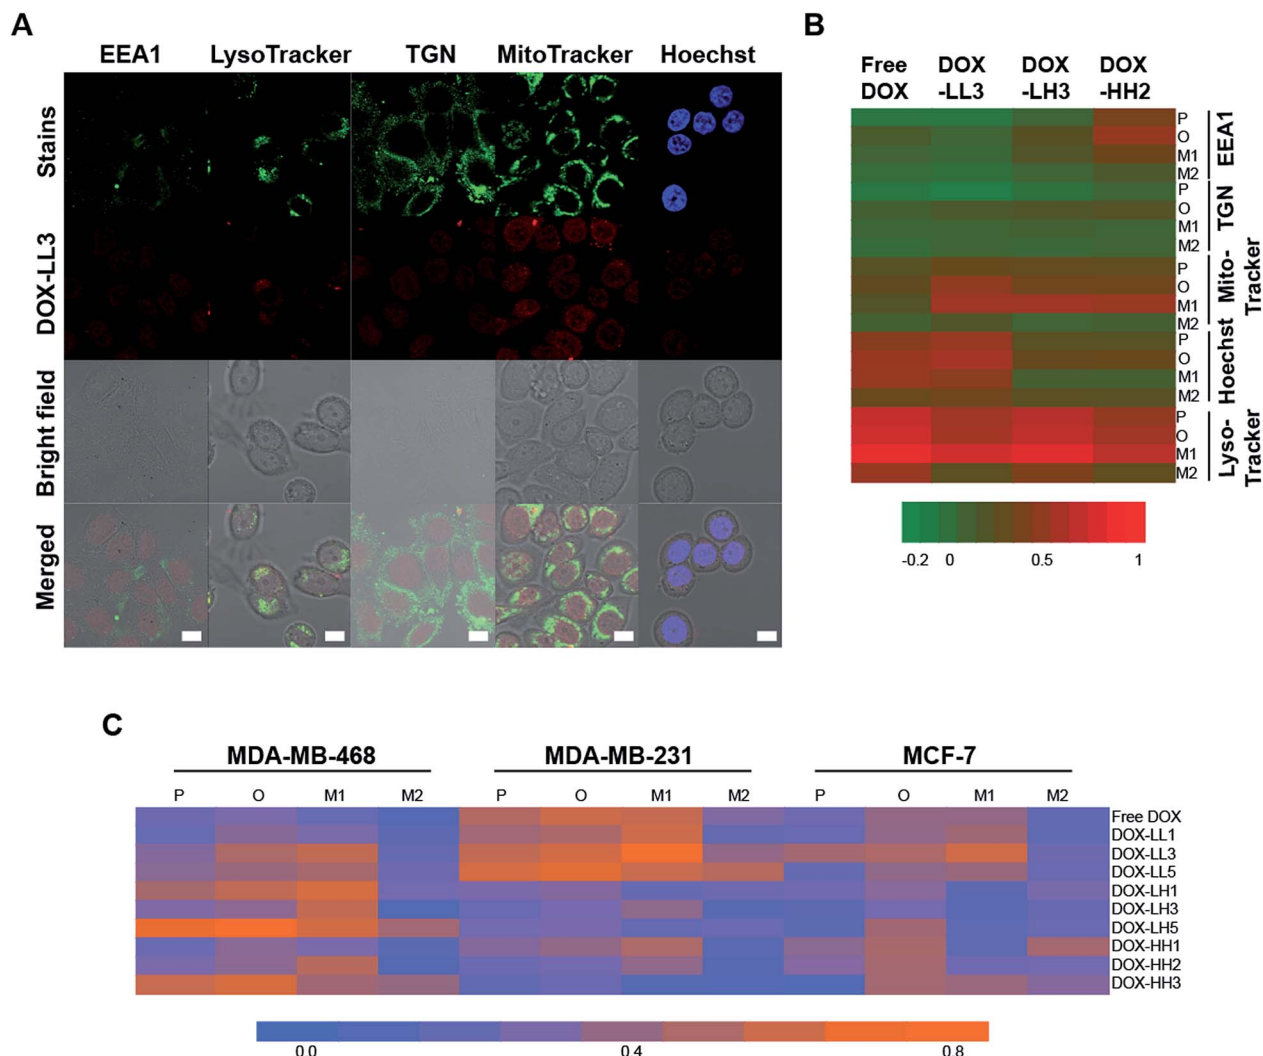 A
EEA1 LysoTracker TGN MitoTracker Hoechst
Stains
DOX-LL3
Bright field
Merged
B
Free DOX DOX DOX
DOX -LL3 -LH3 -HH2
P
O
M1
M2
EEA1
P
O
M1
M2
TGN
P
O
M1
M2
Mito-
Tracker
P
O
M1
M2
Hoechst
P
O
M1
M2
Lyso-
Tracker
-0.2 0 0.5 1
C
MDA-MB-468 MDA-MB-231 MCF-7
P O M1 M2 P O M1 M2 P O M1 M2
Free DOX
DOX-LL1
DOX-LL3
DOX-LL5
DOX-LH1
DOX-LH3
DOX-LH5
DOX-HH1
DOX-HH2
DOX-HH3
0.0 0.4 0.8